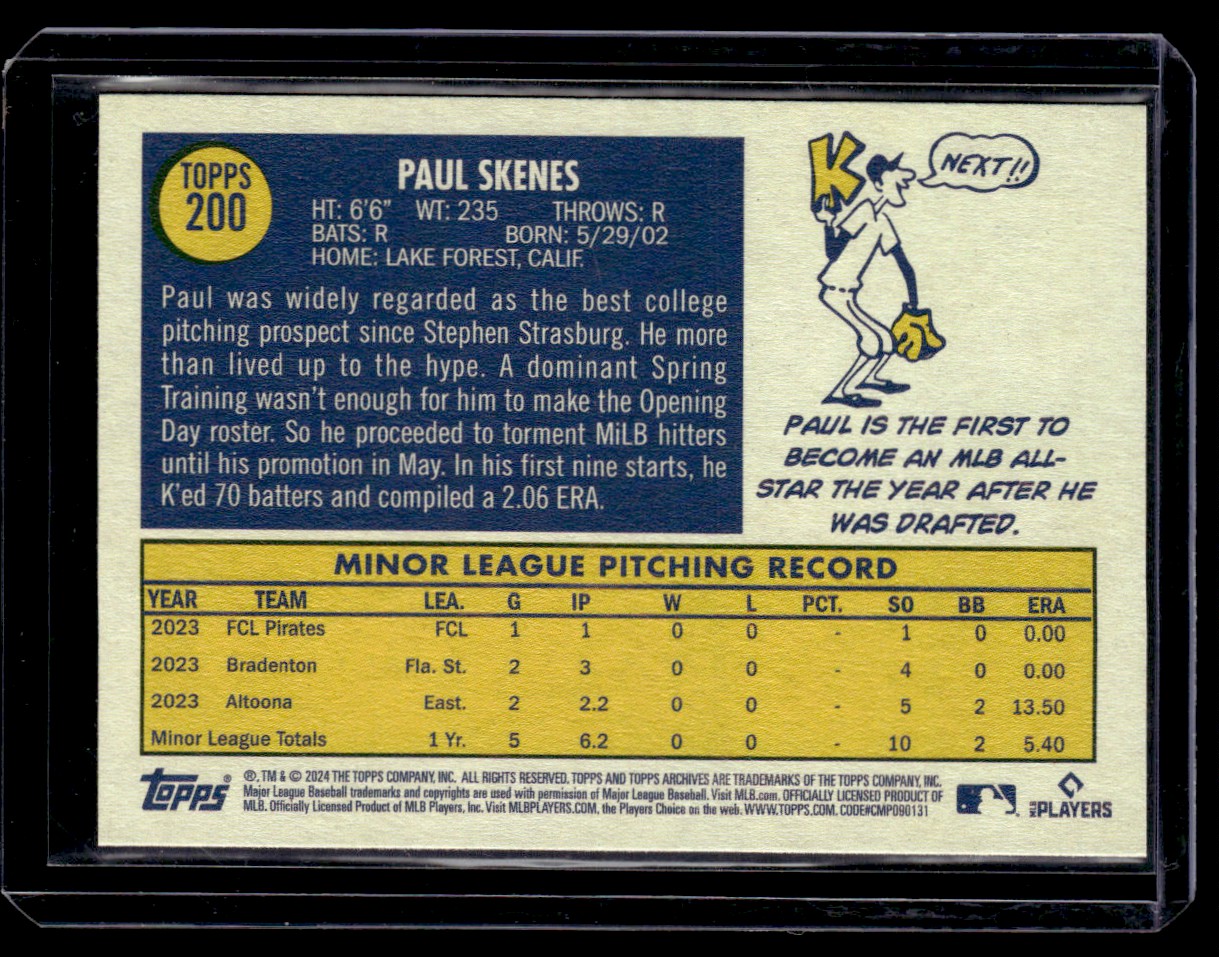 TOPPS
200
PAUL SKENES
HT: 6'6" WT: 235 THROWS: R
BATS: R BORN: 5/29/02
HOME: LAKE FOREST, CALIF.
Paul was widely regarded as the best college
pitching prospect since Stephen Strasburg. He more
than lived up to the hype. A dominant Spring
Training wasn't enough for him to make the Opening
Day roster. So he proceeded to torment MiLB hitters
until his promotion in May. In his first nine starts, he
K'ed 70 batters and compiled a 2.06 ERA.
K
NEXT!!
PAUL IS THE FIRST TO
BECOME AN MLB ALL-
STAR THE YEAR AFTER HE
WAS DRAFTED.
MINOR LEAGUE PITCHING RECORD
YEAR TEAM LEA. G IP W L PCT. SO BB ERA
2023 FCL Pirates FCL 1 1 0 0 - 1 0 0.00
2023 Bradenton Fla. St. 2 3 0 0 - 4 0 0.00
2023 Altoona East. 2 2.2 0 0 - 5 2 13.50
Minor League Totals 1 Yr. 5 6.2 0 0 - 10 2 5.40
Topps®
®, TM & © 2024 THE TOPPS COMPANY, INC. ALL RIGHTS RESERVED. TOPPS AND TOPPS ARCHIVES ARE TRADEMARKS OF THE TOPPS COMPANY, INC.
Major League Baseball trademarks and copyrights are used with permission of Major League Baseball. Visit MLB.com. OFFICIALLY LICENSED PRODUCT OF
MLB. Officially Licensed Product of MLB Players, Inc. Visit MLBPLAYERS.COM, the Players Choice on the web. WWW.TOPPS.COM. CODE#CMP090131
MLB PLAYERS